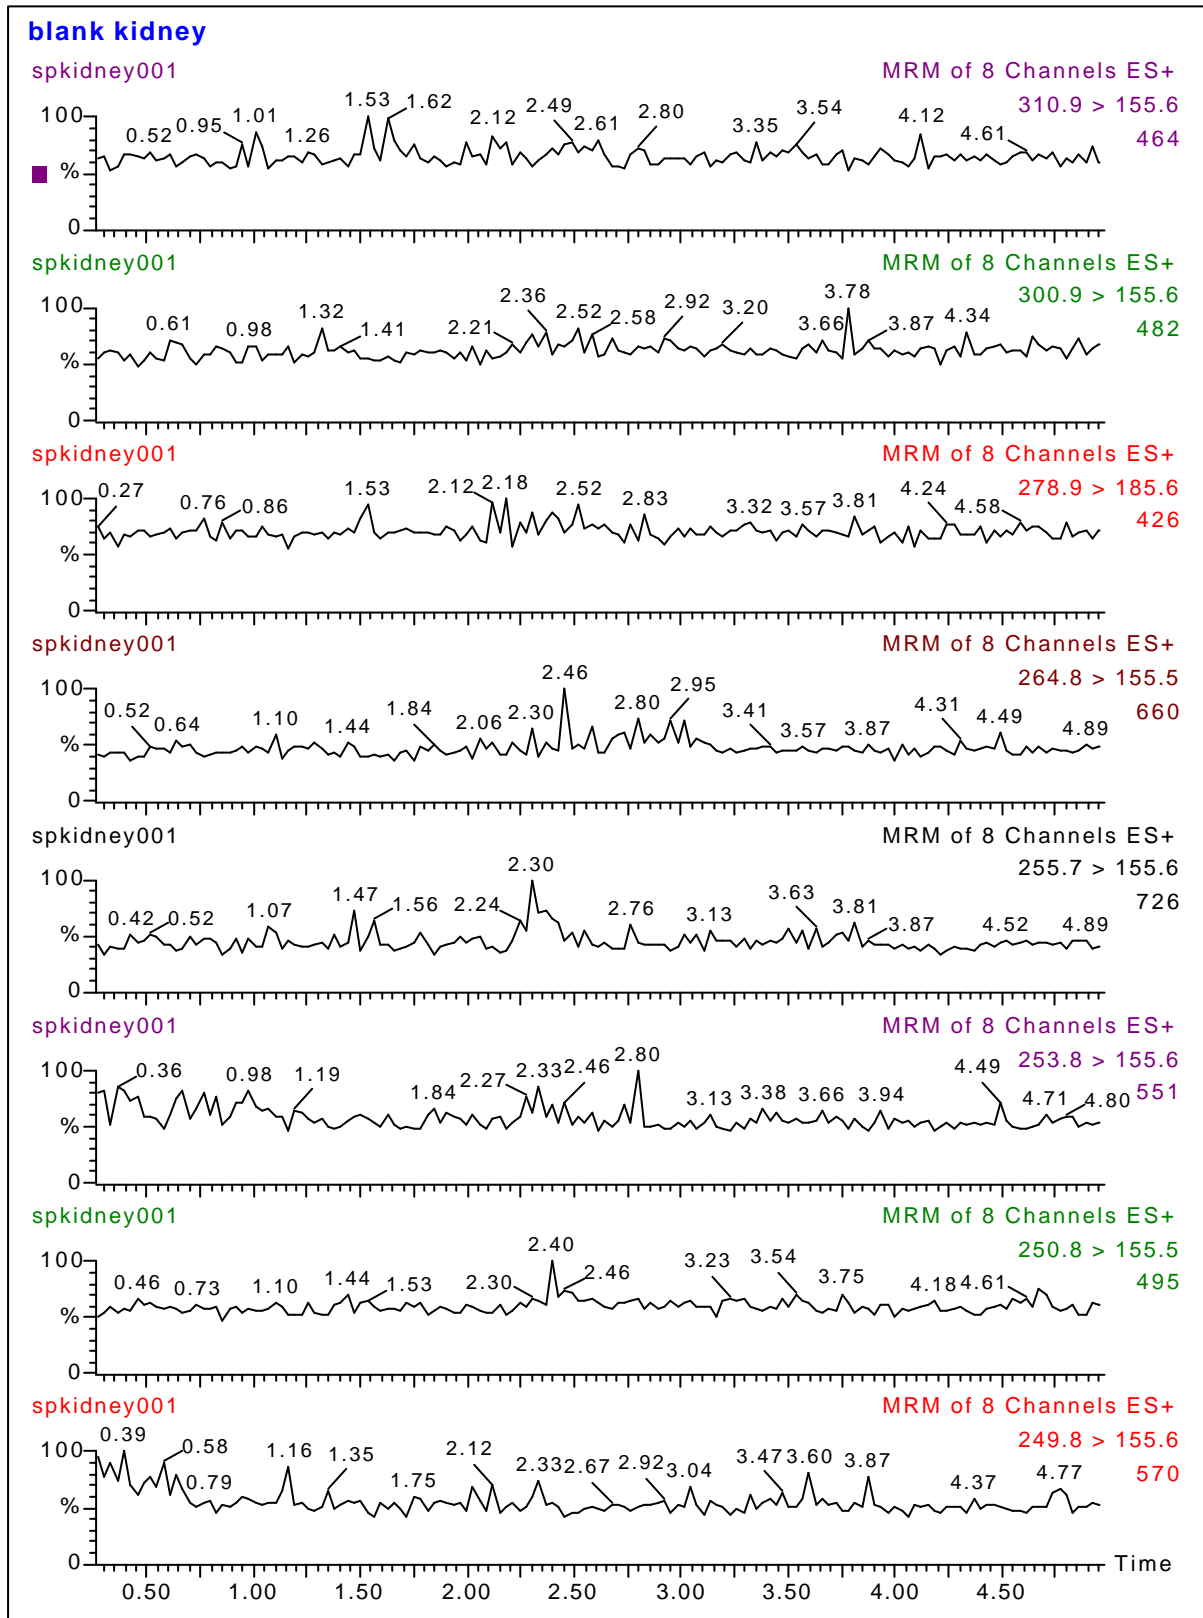 blank kidney
spkidney001 MRM of 8 Channels ES+
310.9 > 155.6
464
100
%
0
0.52 0.95 1.01 1.26 1.53 1.62 2.12 2.49 2.61 2.80 3.35 3.54 4.12 4.61
spkidney001 MRM of 8 Channels ES+
300.9 > 155.6
482
100
%
0
0.61 0.98 1.32 1.41 2.21 2.36 2.52 2.58 2.92 3.20 3.66 3.78 3.87 4.34
spkidney001 MRM of 8 Channels ES+
278.9 > 185.6
426
100
%
0
0.27 0.76 0.86 1.53 2.12 2.18 2.52 2.83 3.32 3.57 3.81 4.24 4.58
spkidney001 MRM of 8 Channels ES+
264.8 > 155.5
660
100
%
0
0.52 0.64 1.10 1.44 1.84 2.06 2.30 2.46 2.80 2.95 3.41 3.57 3.87 4.31 4.49 4.89
spkidney001 MRM of 8 Channels ES+
255.7 > 155.6
726
100
%
0
0.42 0.52 1.07 1.47 1.56 2.24 2.30 2.76 3.13 3.63 3.81 3.87 4.52 4.89
spkidney001 MRM of 8 Channels ES+
253.8 > 155.6
551
100
%
0
0.36 0.98 1.19 1.84 2.27 2.33 2.46 2.80 3.13 3.38 3.66 3.94 4.49 4.71 4.80
spkidney001 MRM of 8 Channels ES+
250.8 > 155.5
495
100
%
0
0.46 0.73 1.10 1.44 1.53 2.30 2.40 2.46 3.23 3.54 3.75 4.18 4.61
spkidney001 MRM of 8 Channels ES+
249.8 > 155.6
570
100
%
0
0.39 0.58 0.79 1.16 1.35 1.75 2.12 2.33 2.67 2.92 3.04 3.47 3.60 3.87 4.37 4.77
Time
0.50 1.00 1.50 2.00 2.50 3.00 3.50 4.00 4.50